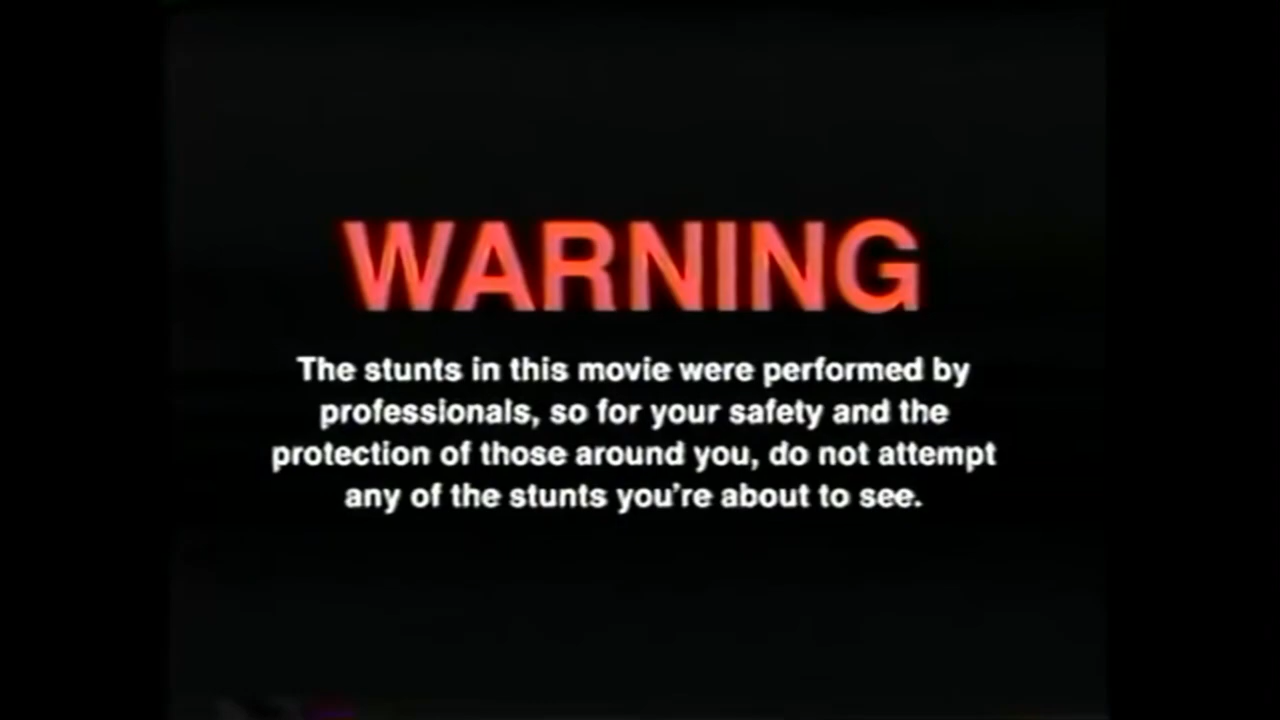 WARNING
The stunts in this movie were performed by
professionals, so for your safety and the
protection of those around you, do not attempt
any of the stunts you're about to see.